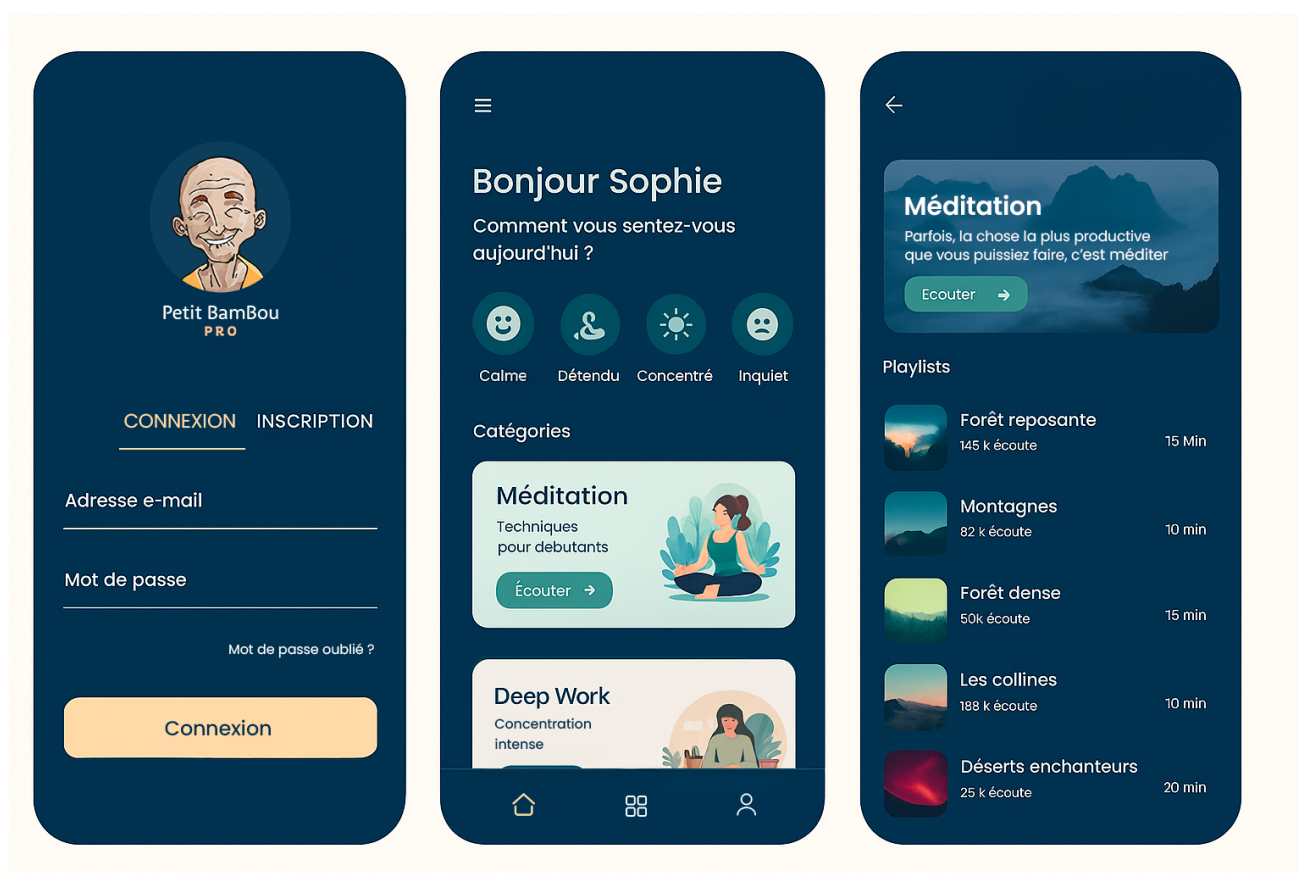 Petit BamBou
PRO
CONNEXION INSCRIPTION
Adresse e-mail
Mot de passe
Mot de passe oublié ?
Connexion
Bonjour Sophie
Comment vous sentez-vous
aujourd'hui ?
Calme Détendu Concentré Inquiet
Catégories
Méditation
Techniques
pour debutants
Écouter
Deep Work
Concentration
intense
Méditation
Parfois, la chose la plus productive
que vous puissiez faire, c'est méditer
Ecouter
Playlists
Forêt reposante
145 k écoute
15 Min
Montagnes
82 k écoute
10 min
Forêt dense
50k écoute
15 min
Les collines
188 k écoute
10 min
Déserts enchanteurs
25 k écoute
20 min